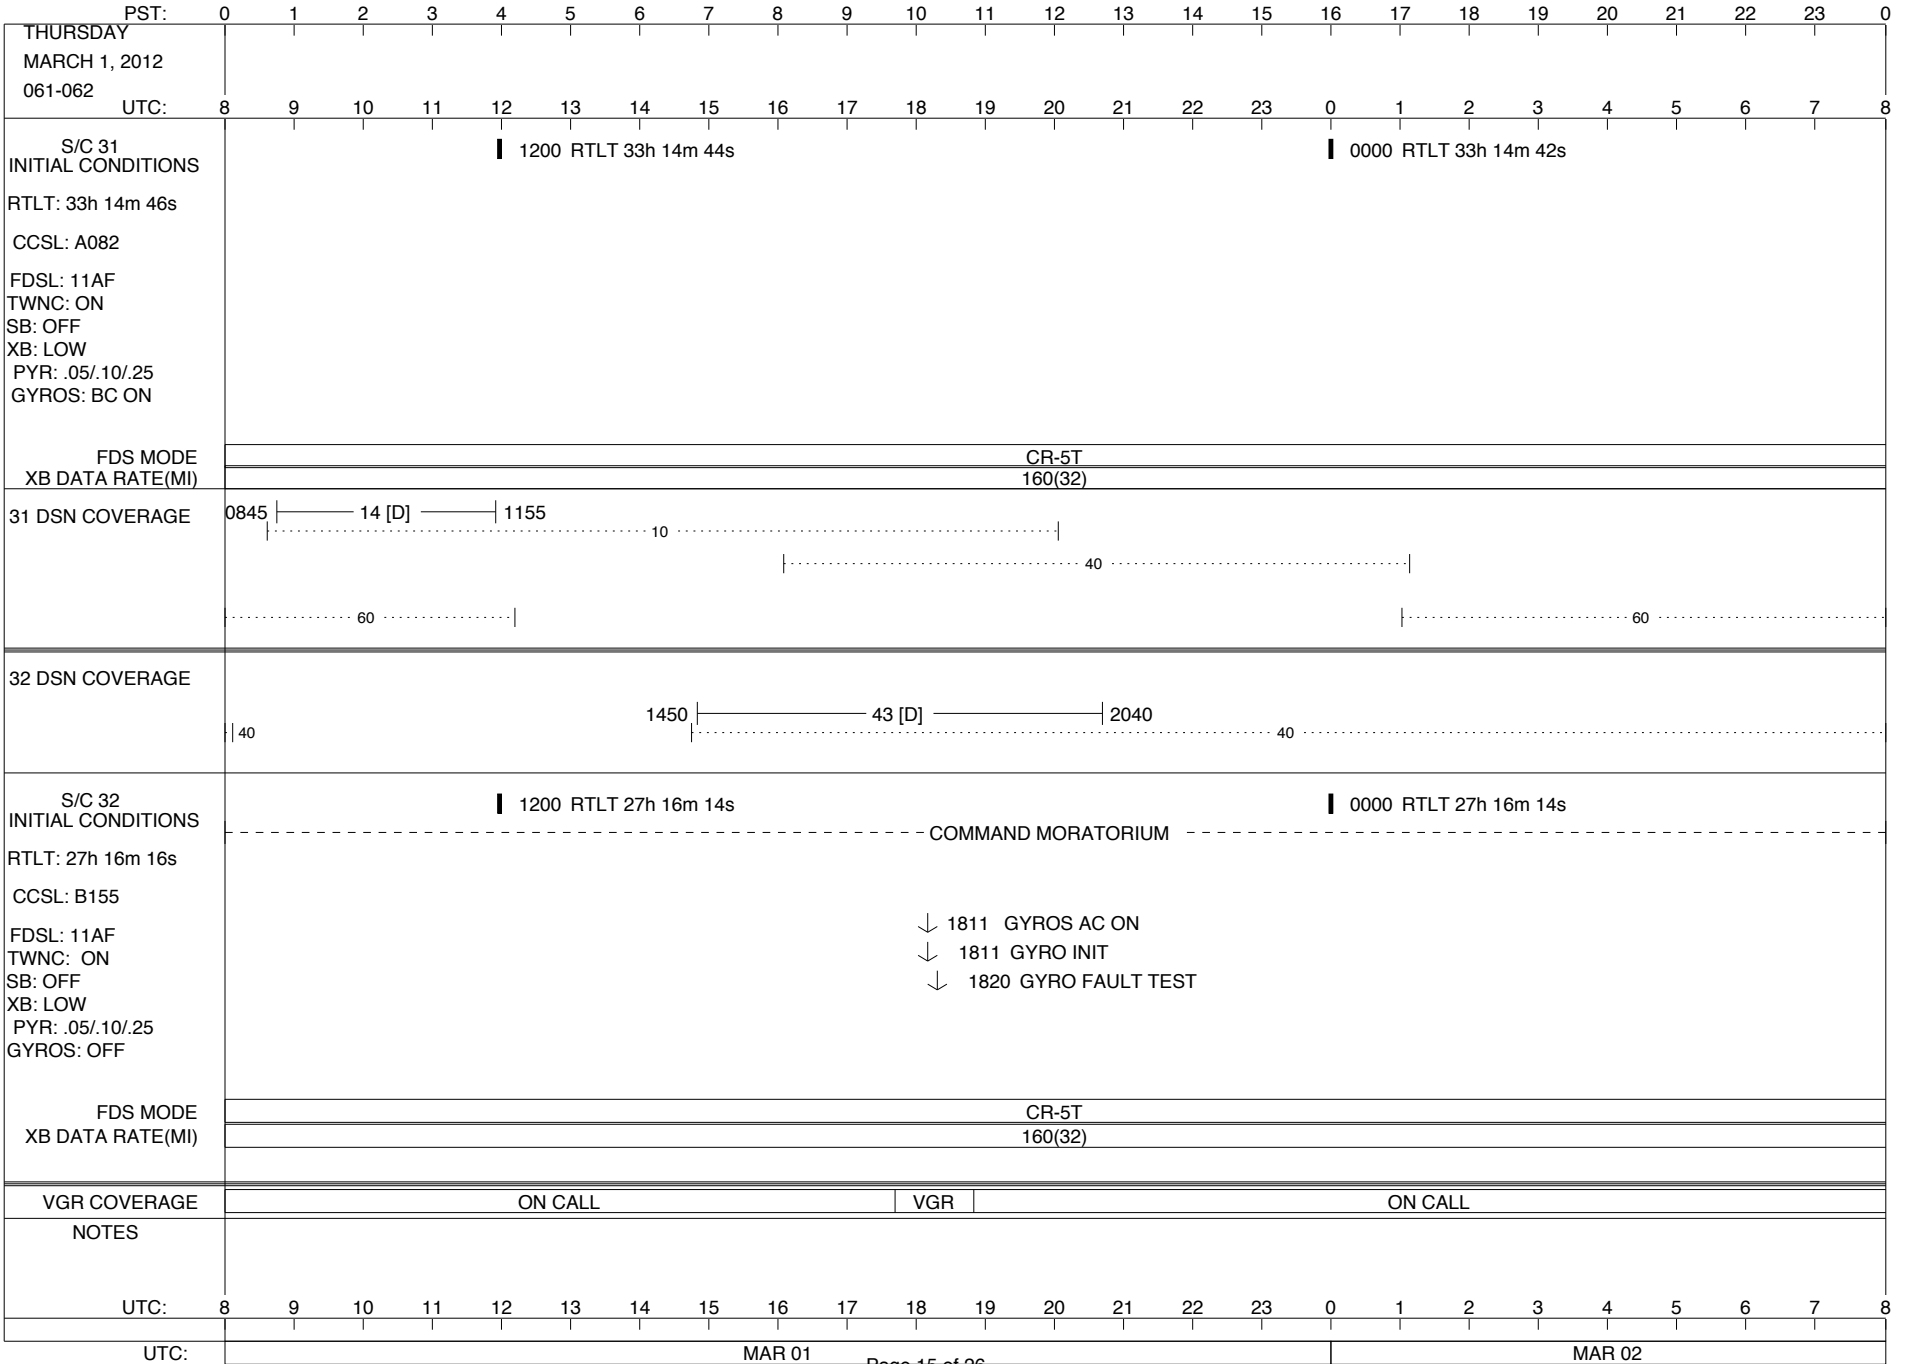 PST: 0 1 2 3 4 5 6 7 8 9 10 11 12 13 14 15 16 17 18 19 20 21 22 23 0
THURSDAY
MARCH 1, 2012
061-062
UTC: 8 9 10 11 12 13 14 15 16 17 18 19 20 21 22 23 0 1 2 3 4 5 6 7 8
S/C 31
INITIAL CONDITIONS
1200 RTLT 33h 14m 44s
0000 RTLT 33h 14m 42s
RTLT: 33h 14m 46s
CCSL: A082
FDSL: 11AF
TWNC: ON
SB: OFF
XB: LOW
PYR: .05/.10/.25
GYROS: BC ON
FDS MODE CR-5T
XB DATA RATE(MI) 160(32)
31 DSN COVERAGE 0845 14 [D] 1155
10
40
60 60
32 DSN COVERAGE
1450 43 [D] 2040
40 40
S/C 32
INITIAL CONDITIONS
1200 RTLT 27h 16m 14s
0000 RTLT 27h 16m 14s
COMMAND MORATORIUM
RTLT: 27h 16m 16s
CCSL: B155
1811 GYROS AC ON
FDSL: 11AF
1811 GYRO INIT
TWNC: ON
1820 GYRO FAULT TEST
SB: OFF
XB: LOW
PYR: .05/.10/.25
GYROS: OFF
FDS MODE CR-5T
XB DATA RATE(MI) 160(32)
VGR COVERAGE ON CALL VGR ON CALL
NOTES
UTC: 8 9 10 11 12 13 14 15 16 17 18 19 20 21 22 23 0 1 2 3 4 5 6 7 8
UTC: MAR 01 MAR 02
Page 15 of 26